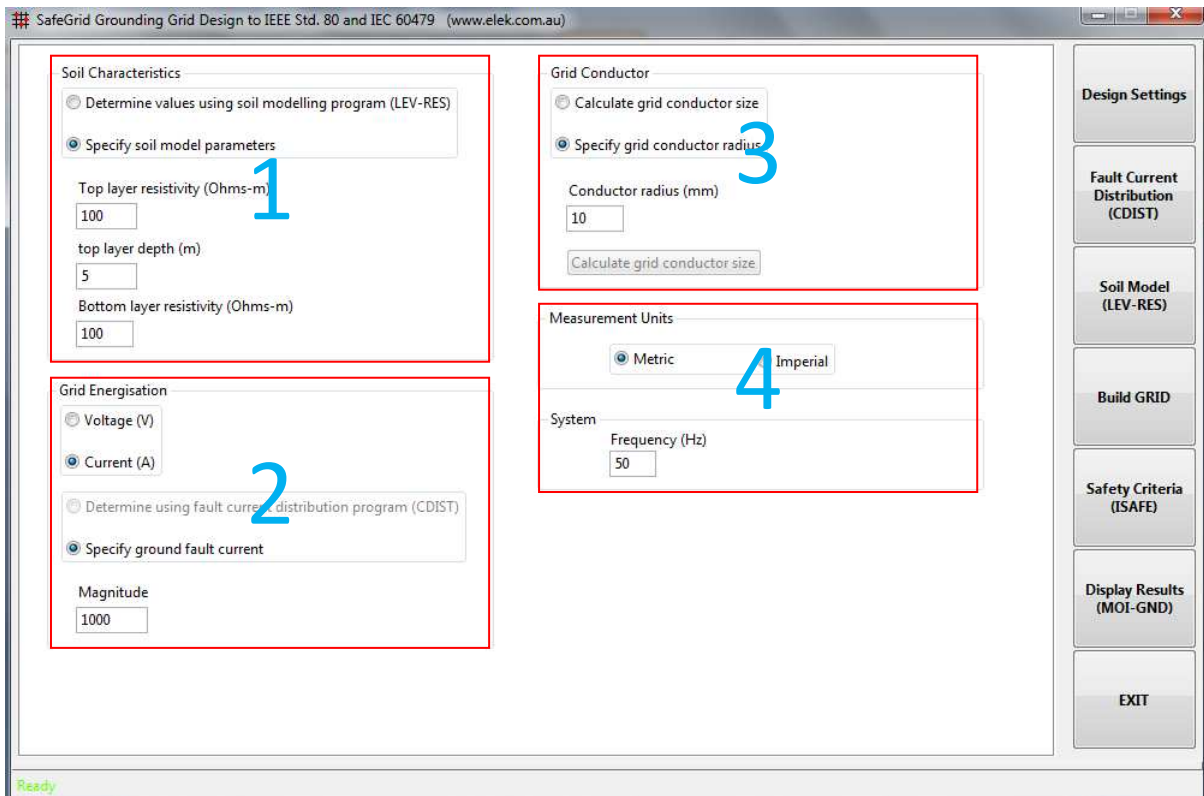 SafeGrid Grounding Grid Design to IEEE Std. 80 and IEC 60479 (www.elek.com.au)
Soil Characteristics
Determine values using soil modelling program (LEV-RES)
Specify soil model parameters
1
Top layer resistivity (Ohms-m)
100
top layer depth (m)
5
Bottom layer resistivity (Ohms-m)
100
Grid Energisation
Voltage (V)
Current (A)
2
Determine using fault current distribution program (CDIST)
Specify ground fault current
Magnitude
1000
Grid Conductor
Calculate grid conductor size
Specify grid conductor radius
3
Conductor radius (mm)
10
Calculate grid conductor size
Measurement Units
Metric
Imperial
4
System
Frequency (Hz)
50
Design Settings
Fault Current
Distribution
(CDIST)
Soil Model
(LEV-RES)
Build GRID
Safety Criteria
(ISAFE)
Display Results
(MOI-GND)
EXIT
Ready